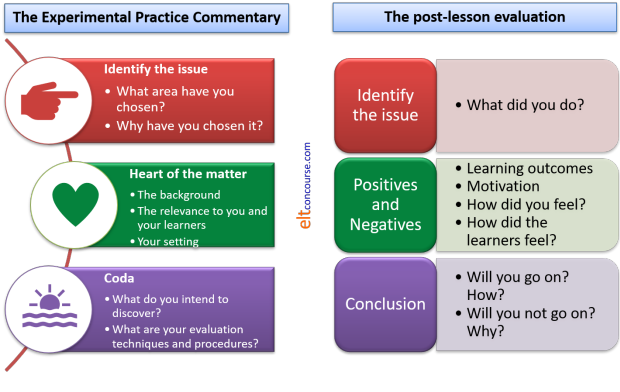 The Experimental Practice Commentary
Identify the issue
• What area have you
chosen?
• Why have you chosen it?
Heart of the matter
• The background
• The relevance to you and
your learners
• Your setting
Coda
• What do you intend to
discover?
• What are your evaluation
techniques and procedures?
eltconcourse.com
The post-lesson evaluation
Identify
the issue
• What did you do?
Positives
and
Negatives
• Learning outcomes
• Motivation
• How did you feel?
• How did the
learners feel?
Conclusion
• Will you go on?
How?
• Will you not go on?
Why?